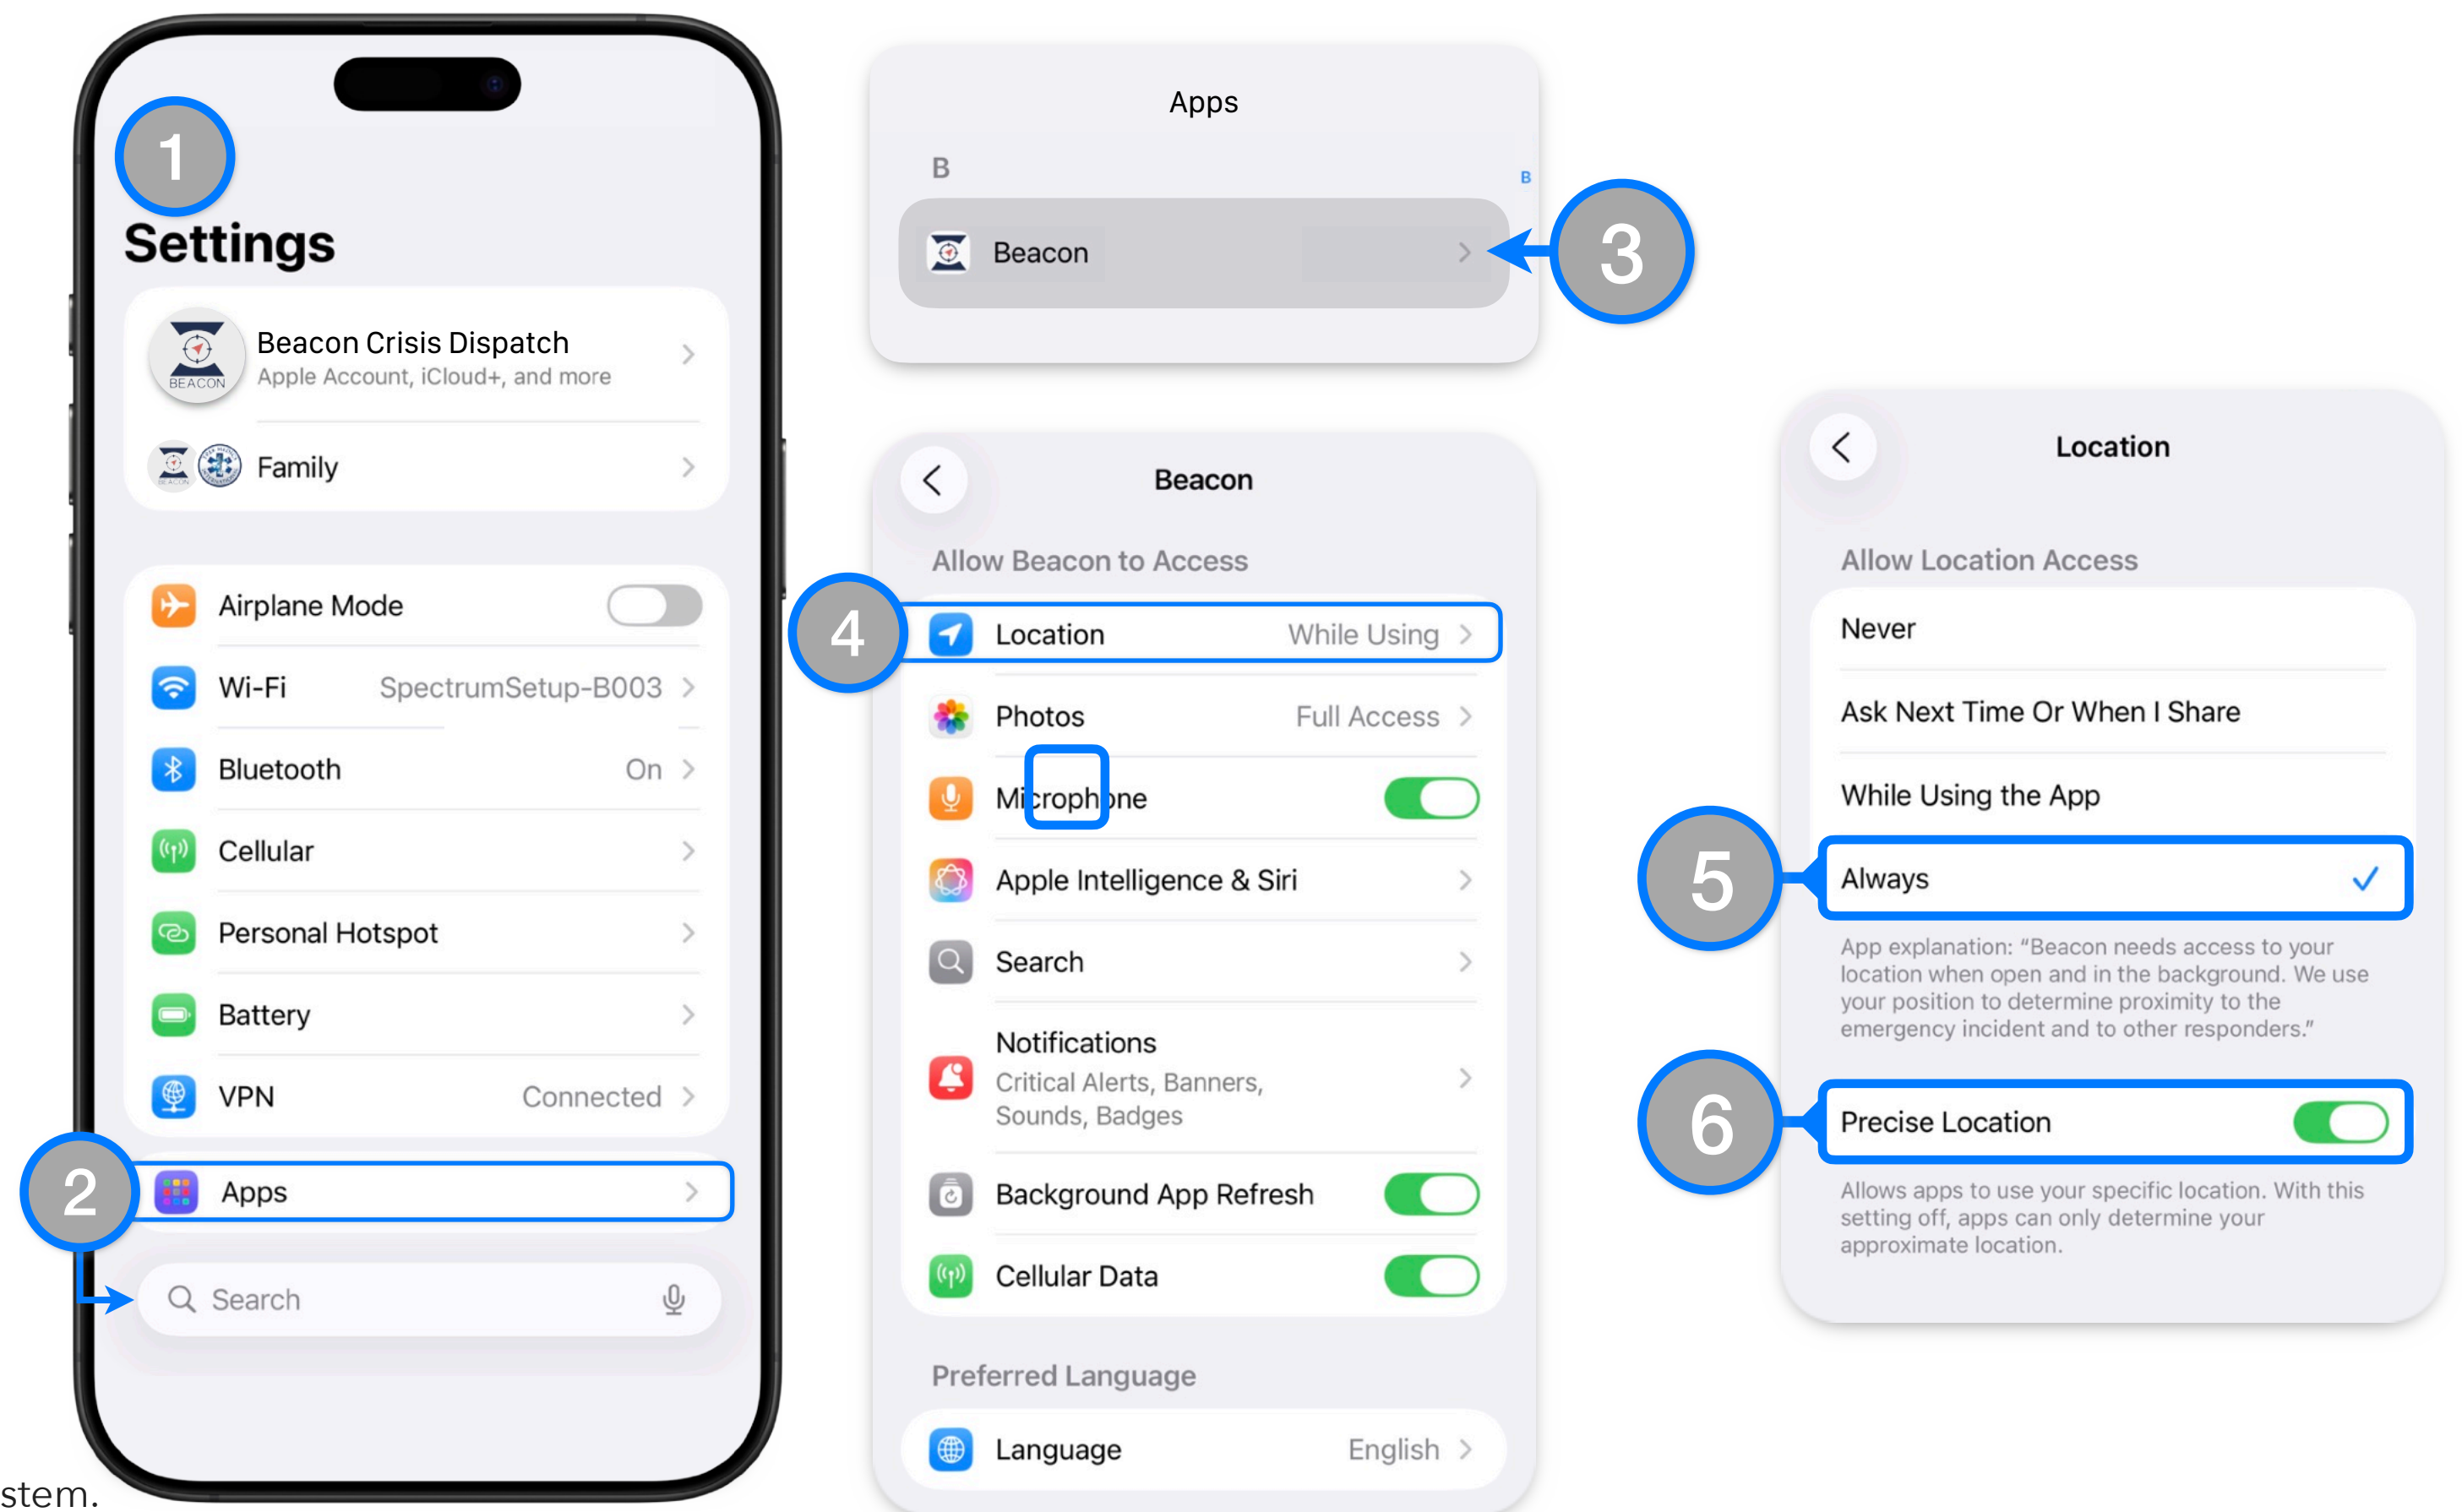 1
Settings
BEACON
Beacon Crisis Dispatch
Apple Account, iCloud+, and more
BEACON
Family
Airplane Mode
Wi-Fi SpectrumSetup-B003
Bluetooth On
Cellular
Personal Hotspot
Battery
VPN Connected
2
Apps
Search
stem.
Apps
B
B
Beacon
3
Beacon
Allow Beacon to Access
4
Location While Using
Photos Full Access
Microphone
Apple Intelligence & Siri
Search
Notifications
Critical Alerts, Banners,
Sounds, Badges
Background App Refresh
Cellular Data
Preferred Language
Language English
Location
Allow Location Access
Never
Ask Next Time Or When I Share
While Using the App
5
Always
App explanation: “Beacon needs access to your
location when open and in the background. We use
your position to determine proximity to the
emergency incident and to other responders.”
6
Precise Location
Allows apps to use your specific location. With this
setting off, apps can only determine your
approximate location.